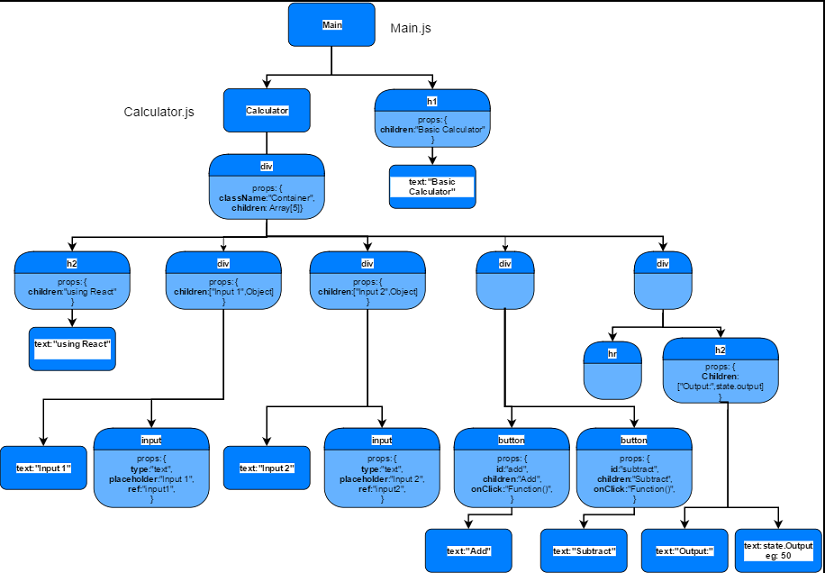 Main
Main.js
Calculator.js
Calculator
h1
props: {
children:"Basic Calculator"
}
div
props: {
className:"Container",
children: Array[5]}
text:"Basic
Calculator"
h2
props: {
children:"using React"
}
div
props: {
children:["Input 1",Object]
}
div
props: {
children:["Input 2",Object]
}
div
div
text:"using React"
hr
h2
props: {
Children:
["Output:",state.output]
}
text:"Input 1"
input
props: {
type:"text",
placeholder:"Input 1",
ref:"input1",
}
text:"Input 2"
input
props: {
type:"text",
placeholder:"Input 2",
ref:"input2",
}
button
props: {
id:"add",
children:"Add",
onClick:"Function()",
}
button
props: {
id:"subtract",
children:"Subtract",
onClick:"Function()",
}
text:"Add"
text:"Subtract"
text:"Output:"
text:state.Output
eg: 50